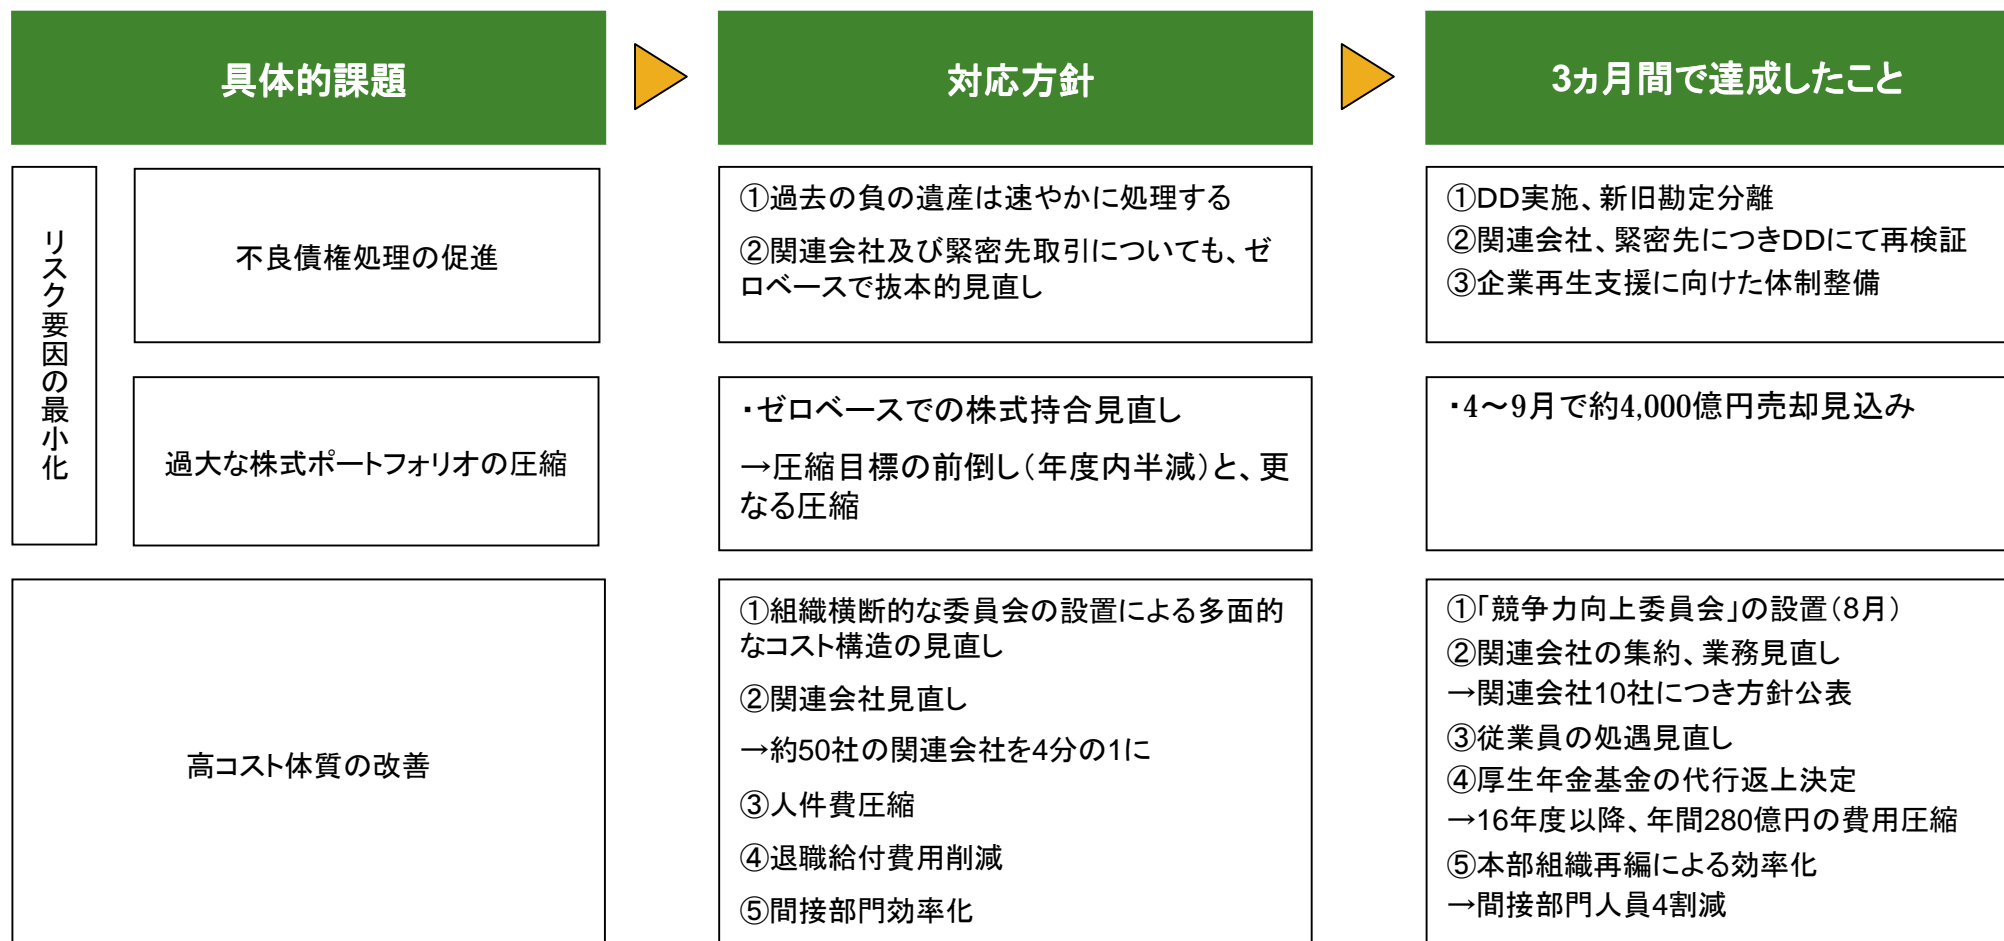 具体的課題
対応方針
3ヵ月間で達成したこと
リスク要因の最小化
不良債権処理の促進
①過去の負の遺産は速やかに処理する
②関連会社及び緊密先取引についても、ゼ
ロベースで抜本的見直し
①DD実施、新旧勘定分離
②関連会社、緊密先につきDDにて再検証
③企業再生支援に向けた体制整備
過大な株式ポートフォリオの圧縮
・ゼロベースでの株式持合見直し
→圧縮目標の前倒し（年度内半減）と、更
なる圧縮
・4～9月で約4,000億円売却見込み
高コスト体質の改善
①組織横断的な委員会の設置による多面的
なコスト構造の見直し
②関連会社見直し
→約50社の関連会社を4分の1に
③人件費圧縮
④退職給付費用削減
⑤間接部門効率化
①「競争力向上委員会」の設置（8月）
②関連会社の集約、業務見直し
→関連会社10社につき方針公表
③従業員の処遇見直し
④厚生年金基金の代行返上決定
→16年度以降、年間280億円の費用圧縮
⑤本部組織再編による効率化
→間接部門人員4割減